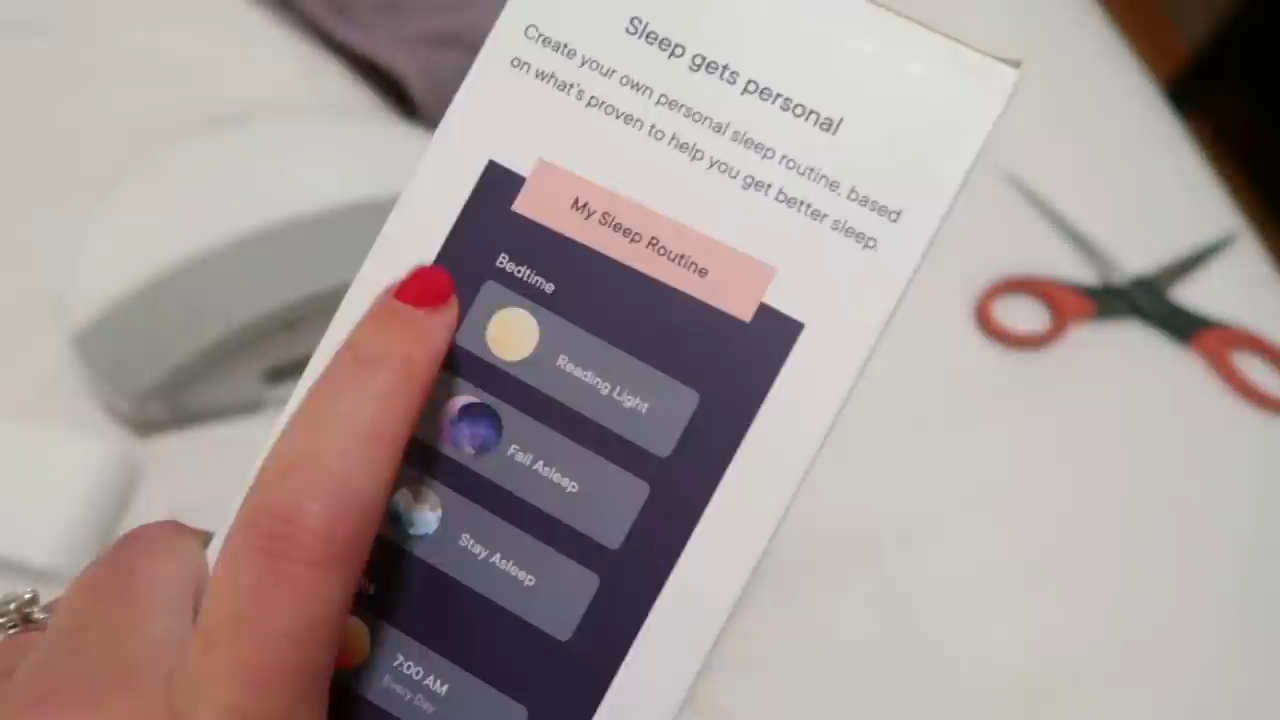 Sleep gets personal
Create your own personal sleep routine, based
on what's proven to help you get better sleep.
My Sleep Routine
Bedtime
Reading Light
Fall Asleep
Stay Asleep
7:00 AM
Every Day